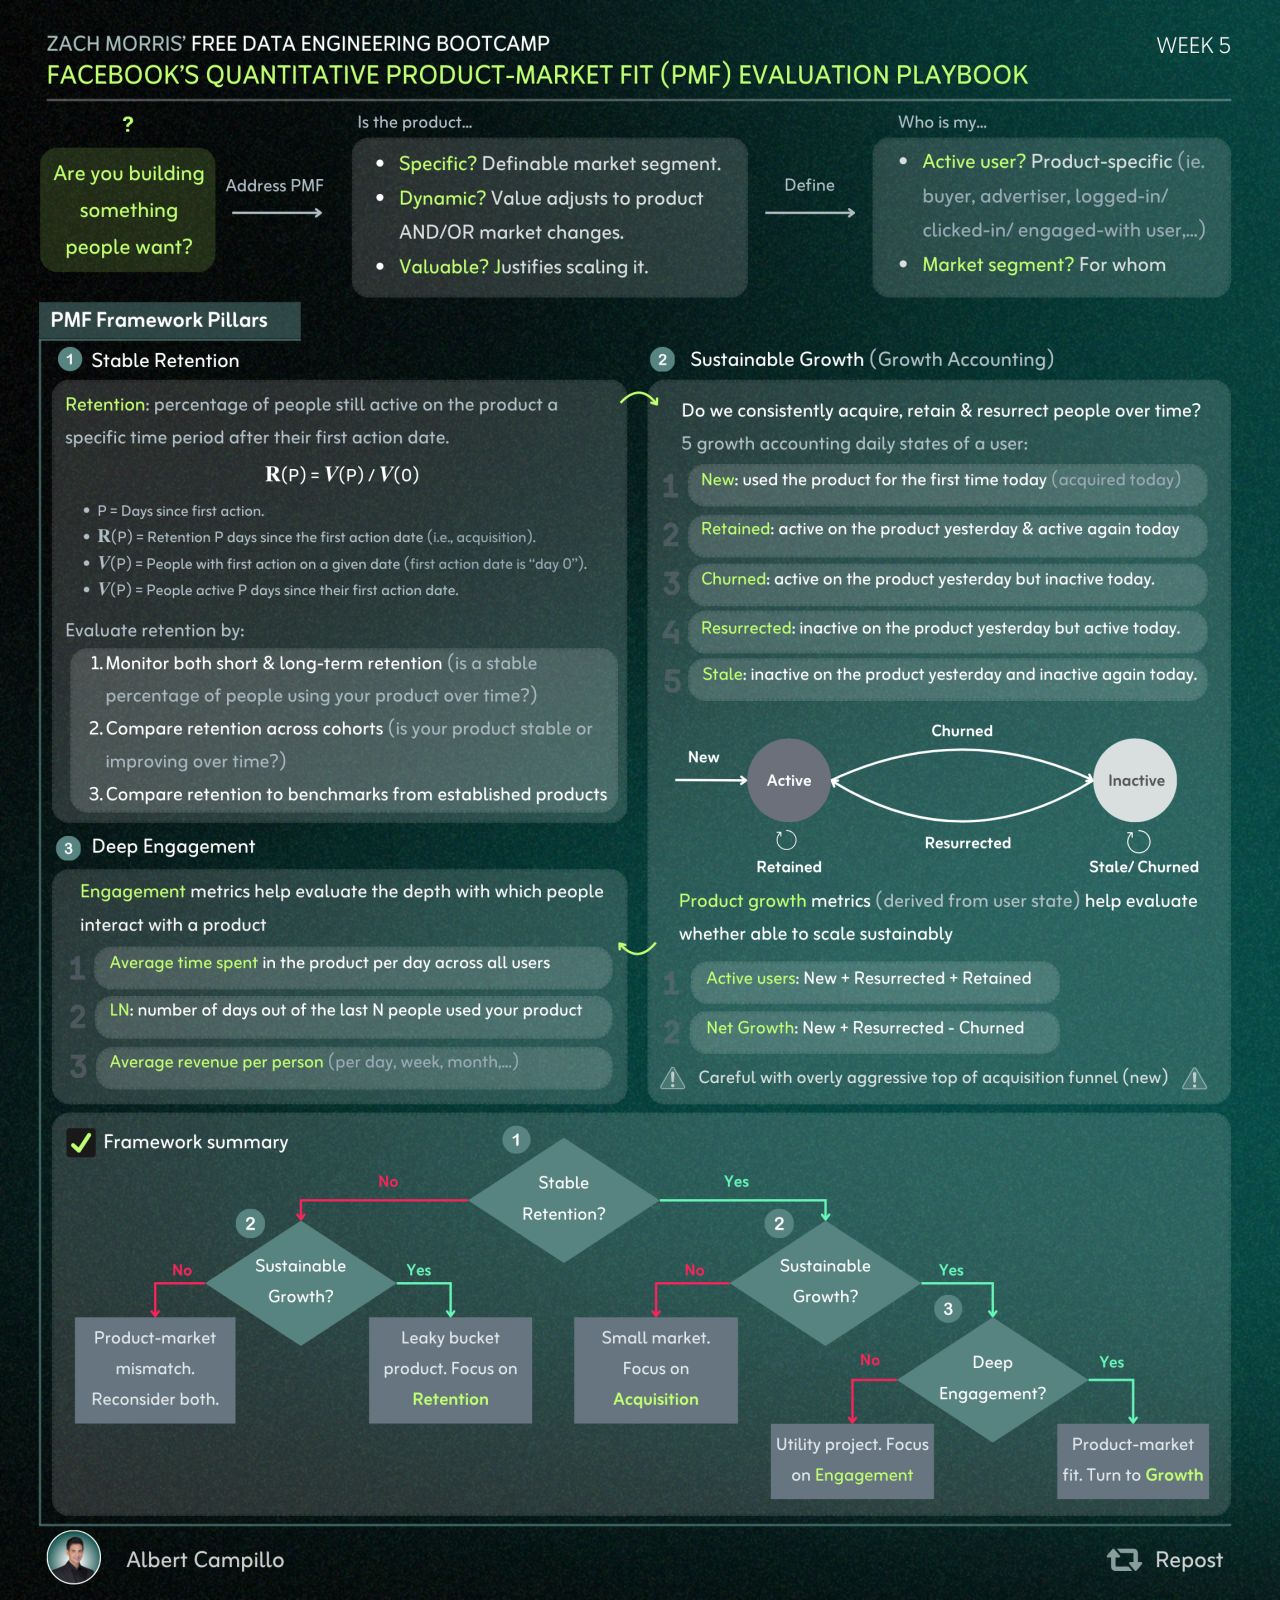 ZACH MORRIS' FREE DATA ENGINEERING BOOTCAMP
WEEK 5
FACEBOOK'S QUANTITATIVE PRODUCT-MARKET FIT (PMF) EVALUATION PLAYBOOK
?
Are you building
something
people want?
Address PMF
Is the product...
• Specific? Definable market segment.
• Dynamic? Value adjusts to product
AND/OR market changes.
• Valuable? Justifies scaling it.
Define
Who is my...
• Active user? Product-specific (ie.
buyer, advertiser, logged-in/
clicked-in/ engaged-with user,...)
• Market segment? For whom
PMF Framework Pillars
1 Stable Retention
Retention: percentage of people still active on the product a
specific time period after their first action date.
R(P) = V(P) / V(0)
• P = Days since first action.
• R(P) = Retention P days since the first action date (i.e., acquisition).
• V(P) = People with first action on a given date (first action date is “day 0”).
• V(P) = People active P days since their first action date.
Evaluate retention by:
1. Monitor both short & long-term retention (is a stable
percentage of people using your product over time?)
2. Compare retention across cohorts (is your product stable or
improving over time?)
3. Compare retention to benchmarks from established products
2 Sustainable Growth (Growth Accounting)
Do we consistently acquire, retain & resurrect people over time?
5 growth accounting daily states of a user:
1 New: used the product for the first time today (acquired today)
2 Retained: active on the product yesterday & active again today
3 Churned: active on the product yesterday but inactive today.
4 Resurrected: inactive on the product yesterday but active today.
5 Stale: inactive on the product yesterday and inactive again today.
New
Active
Churned
Inactive
Resurrected
Retained
Stale/ Churned
Product growth metrics (derived from user state) help evaluate
whether able to scale sustainably
1 Active users: New + Resurrected + Retained
2 Net Growth: New + Resurrected - Churned
Careful with overly aggressive top of acquisition funnel (new)
3 Deep Engagement
Engagement metrics help evaluate the depth with which people
interact with a product
1 Average time spent in the product per day across all users
2 LN: number of days out of the last N people used your product
3 Average revenue per person (per day, week, month,...)
Framework summary
1
Stable
Retention?
No
Yes
2
Sustainable
Growth?
No
Yes
Product-market
mismatch.
Reconsider both.
Leaky bucket
product. Focus on
Retention
2
Sustainable
Growth?
No
Yes
Small market.
Focus on
Acquisition
3
Deep
Engagement?
No
Yes
Utility project. Focus
on Engagement
Product-market
fit. Turn to Growth
Albert Campillo
Repost